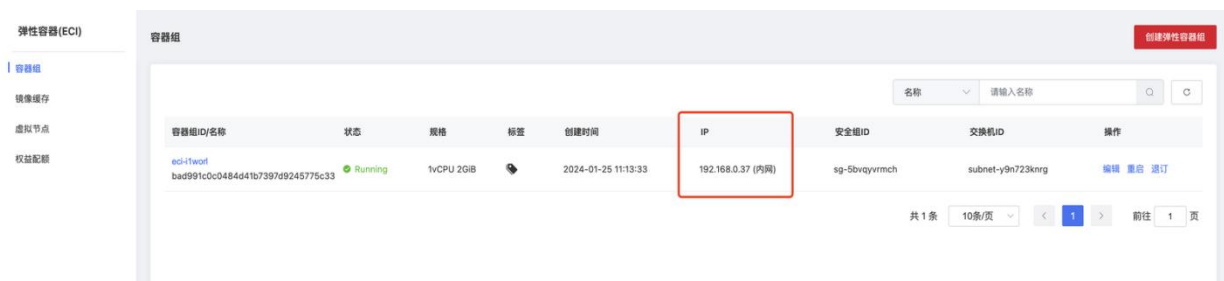 弹性容器(ECI)
容器组
镜像缓存
虚拟节点
权益配额
容器组
创建弹性容器组
名称 请输入名称
容器组ID/名称 状态 规格 标签 创建时间 IP 安全组ID 交换机ID 操作
eci-i1worl
bad991c0c0484d41b7397d9245775c33 Running 1vCPU 2GiB 2024-01-25 11:13:33 192.168.0.37 (内网) sg-5bvqyvrmch subnet-y9n723knrg 编辑 重启 退订
共 1 条 10条/页 < 1 > 前往 1 页